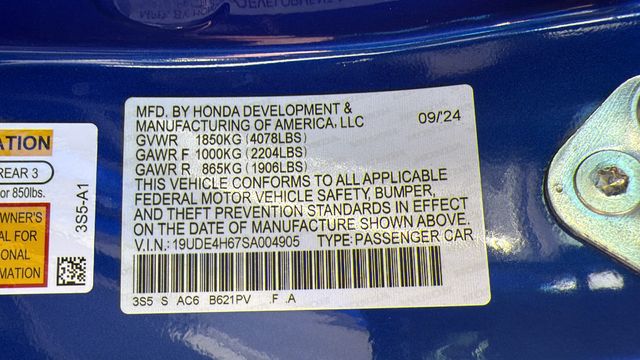 ATION
REAR 3
or 850lbs.
OWNER'S
AL FOR
IONAL
RMATION
3S5-A1
MFD. BY HONDA DEVELOPMENT &
MANUFACTURING OF AMERICA, LLC
09/24
GVWR 1850KG (4078LBS)
GAWR F 1000KG (2204LBS)
GAWR R 865KG (1906LBS)
THIS VEHICLE CONFORMS TO ALL APPLICABLE
FEDERAL MOTOR VEHICLE SAFETY, BUMPER,
AND THEFT PREVENTION STANDARDS IN EFFECT
ON THE DATE OF MANUFACTURE SHOWN ABOVE.
V.I.N.: 19UDE4H67SA004905 TYPE: PASSENGER CAR
3S5 S AC6 B621PV .F .A